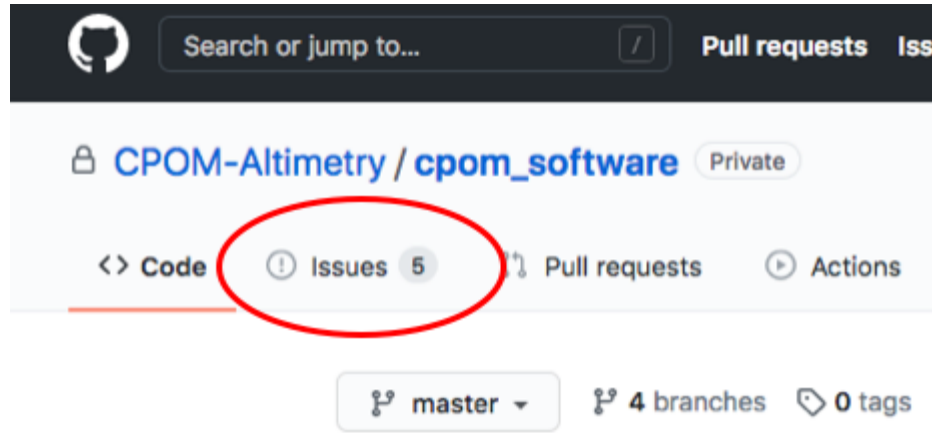 Search or jump to... / Pull requests Iss
CPOM-Altimetry / cpom_software Private
<> Code Issues 5 Pull requests Actions
master 4 branches 0 tags